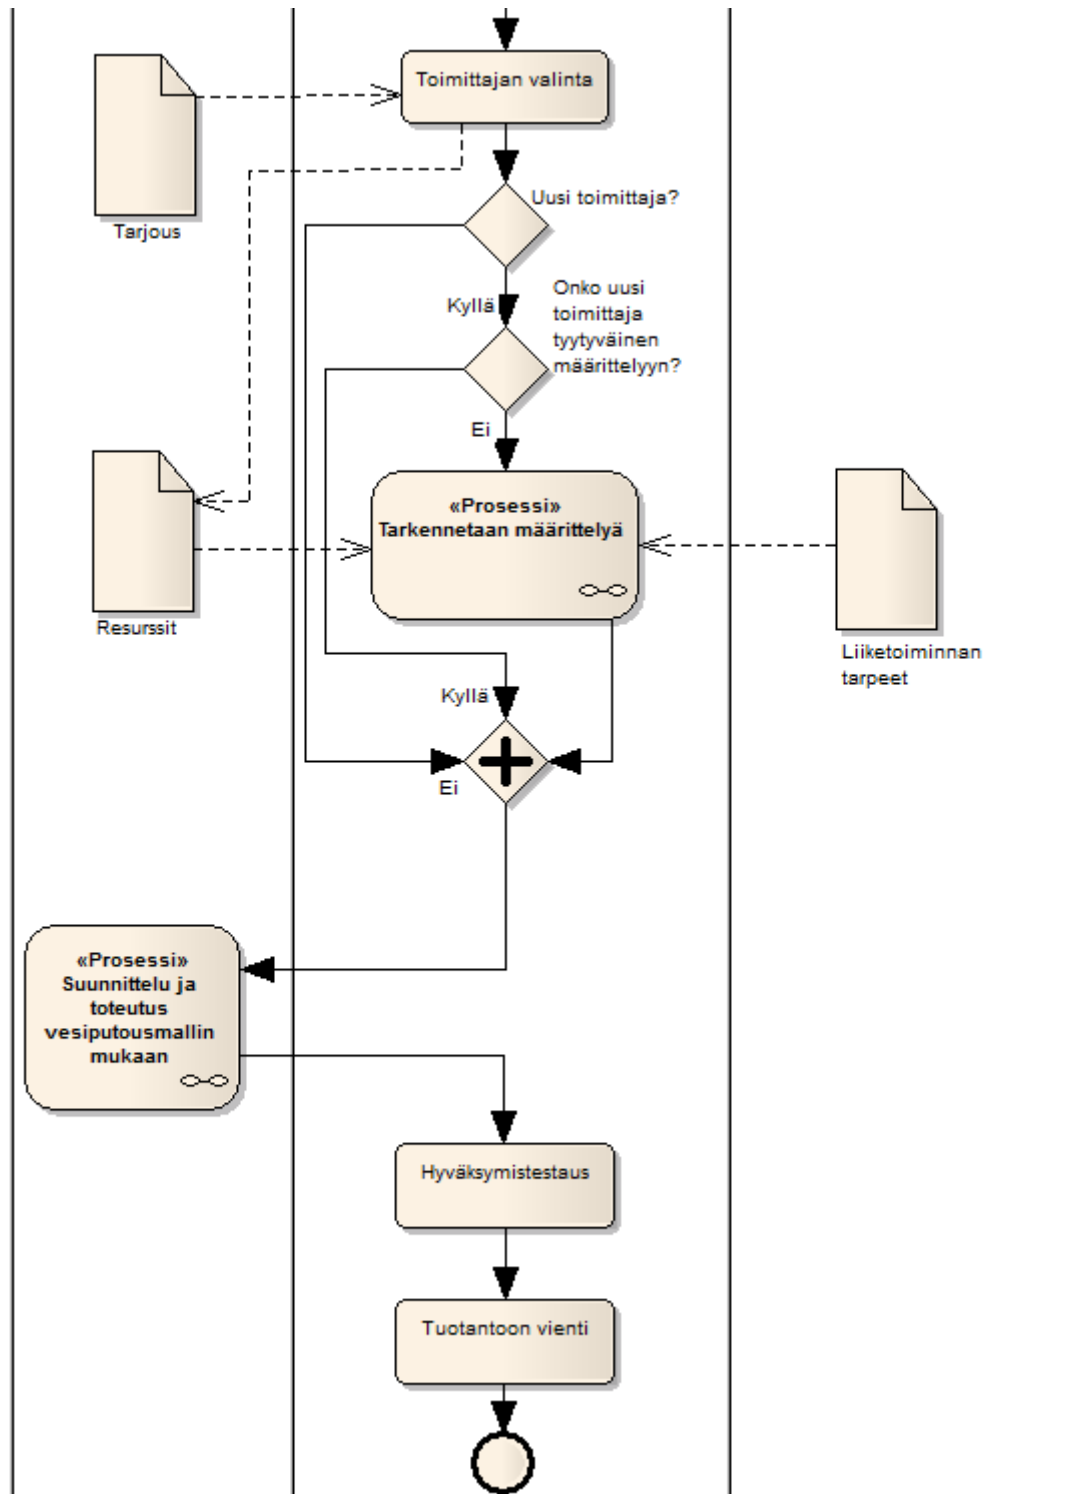 Toimittajan valinta
Tarjous
Uusi toimittaja?
Kyllä
Onko uusi
toimittaja
tyytyväinen
määrittelyyn?
Ei
«Prosessi»
Tarkennetaan määrittelyä
Resurssit
Liiketoiminnan
tarpeet
Kyllä
Ei
«Prosessi»
Suunnittelu ja
toteutus
vesiputousmallin
mukaan
Hyväksymistestaus
Tuotantoon vienti